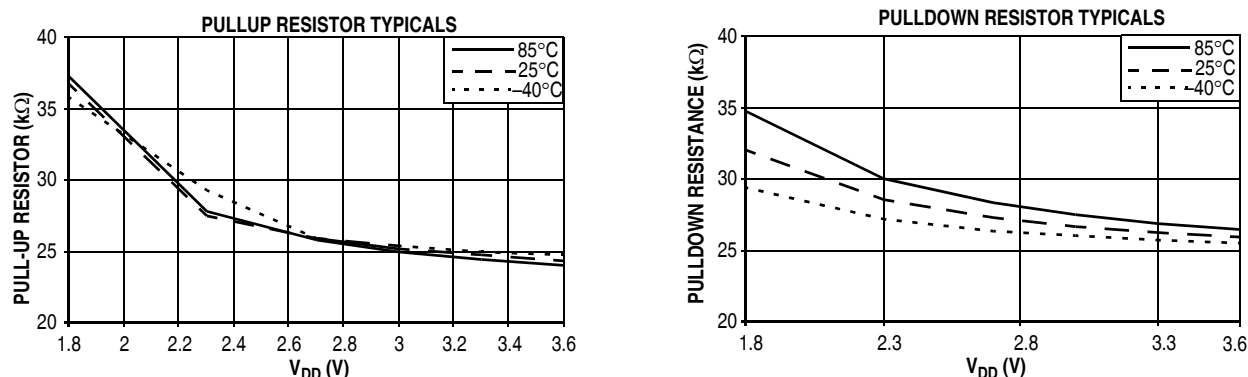 PULLUP RESISTOR TYPICALS
85°C
25°C
–40°C
PULL-UP RESISTOR (kΩ)
40
35
30
25
20
1.8 2 2.2 2.4 2.6 2.8 3 3.2 3.4 3.6
VDD (V)
PULLDOWN RESISTOR TYPICALS
85°C
25°C
–40°C
PULLDOWN RESISTANCE (kΩ)
40
35
30
25
20
1.8 2.3 2.8 3.3 3.6
VDD (V)